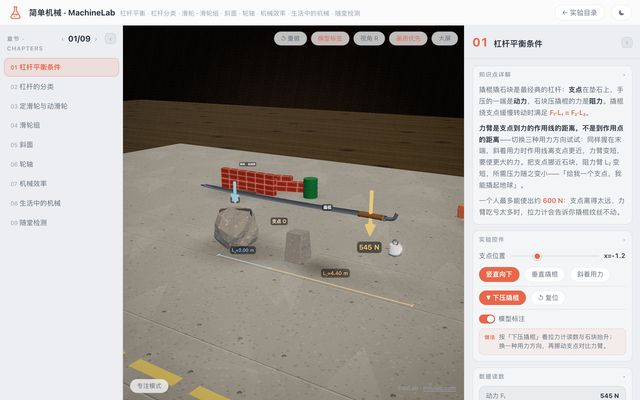 简单机械 · MachineLab
杠杆平衡 · 杠杆分类 · 滑轮 · 滑轮组 · 斜面 · 轮轴 · 机械效率 · 生活中的机械 · 随堂检测
← 实验目录
章节 ·
CHAPTERS
‹ 01/09 ›
01 杠杆平衡条件
02 杠杆的分类
03 定滑轮与动滑轮
04 滑轮组
05 斜面
06 轮轴
07 机械效率
08 生活中的机械
09 随堂检测
模型标签
视角 R
画质优先
大屏
支点 O
撬棍
545 N
L₁=4.40 m
专注模式
01 杠杆平衡条件
知识点详解
撬棍撬石块是最经典的杠杆：支点在垫石上，手
压的一端是动力，石块压撬棍的力是阻力。撬棍
绕支点缓慢转动时满足 F₁·L₁ = F₂·L₂。
力臂是支点到力的作用线的距离，不是到作用点
的距离——切换三种用力方向试试：同样握在末
端，斜着用力时作用线离支点更近，力臂变短，
要使更大的力。把支点挪近石块，阻力臂 L₂ 变
短，所需压力随之变小——「给我一个支点，我
能撬起地球」。
一个人最多能使出约 600 N：支点离得太远、力
臂吃亏太多时，拉力计会告诉你撬棍纹丝不动。
实验控件
支点位置
x=-1.2
竖直向下
垂直撬棍
斜着用力
▼ 下压撬棍
↺ 复位
模型标注
做法
按「下压撬棍」看拉力计读数与石块抬升；
换一种用力方向，再挪动支点对比力臂。
数据读数
动力 F₁
545 N